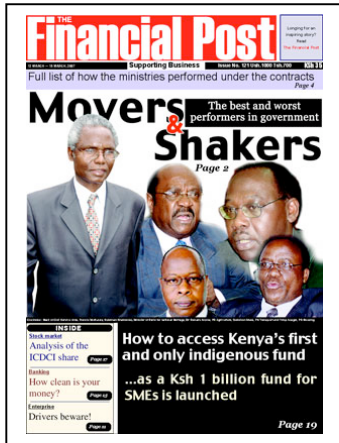 THE
Financial Post
Longing for an
inspiring story?
Read
The Financial Post
Supporting Business
KSh 35
Full list of how the ministries performed under the contracts
Page 4
Movers
&
Shakers
The best and worst
performers in government
Page 2
INSIDE
Stock market
Analysis of the
ICDCI share
Page 27
Banking
How clean is your
money?
Enterprise
Drivers beware!
How to access Kenya's first
and only indigenous fund
...as a Ksh 1 billion fund for
SMEs is launched
Page 19